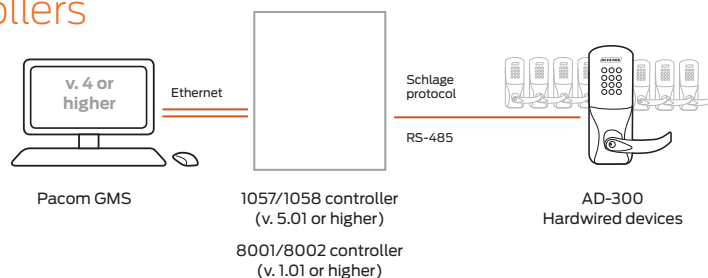 ollers
v. 4 or
higher
Ethernet
Schlage
protocol
RS-485
SCHLAGE
Pacom GMS
1057/1058 controller
(v. 5.01 or higher)
8001/8002 controller
(v. 1.01 or higher)
AD-300
Hardwired devices